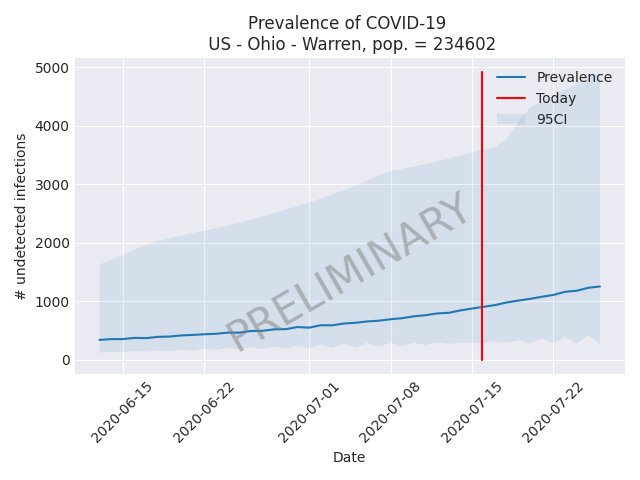 Prevalence of COVID-19
US - Ohio - Warren, pop. = 234602
# undetected infections
5000
4000
3000
2000
1000
0
Prevalence
Today
95CI
PRELIMINARY
2020-06-15
2020-06-22
2020-07-01
2020-07-08
2020-07-15
2020-07-22
Date